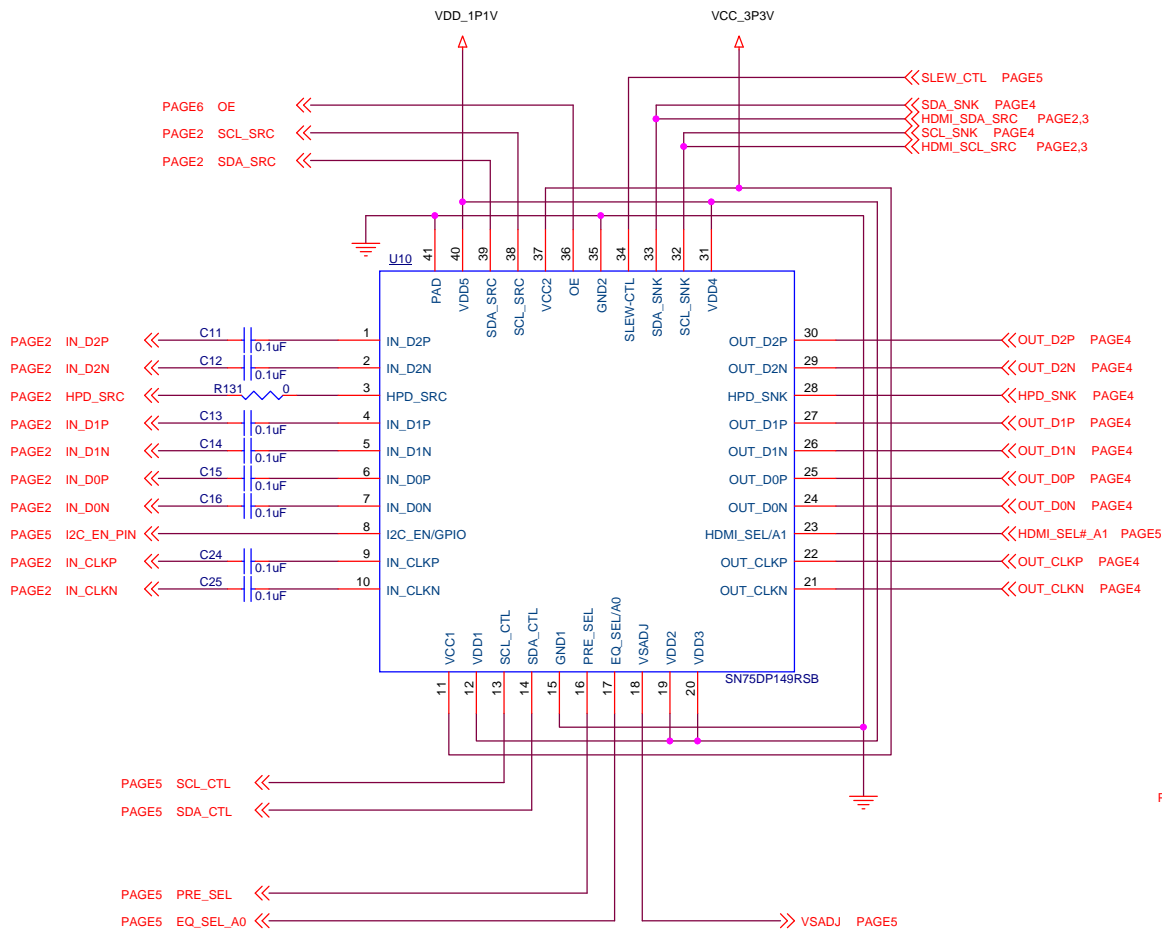 VDD_1P1V VCC_3P3V
SLEW_CTL PAGE5
PAGE6 OE
SDA_SNK PAGE4
HDMI_SDA_SRC PAGE2,3
PAGE2 SCL_SRC
SCL_SNK PAGE4
HDMI_SCL_SRC PAGE2,3
PAGE2 SDA_SRC
41 40 39 38 37 36 35 34 33 32 31
U10
PAD VDD5 SDA_SRC SCL_SRC VCC2 OE GND2 SLEW-CTL SDA_SNK SCL_SNK VDD4
PAGE2 IN_D2P C11 0.1uF 1 IN_D2P OUT_D2P 30 OUT_D2P PAGE4
PAGE2 IN_D2N C12 0.1uF 2 IN_D2N OUT_D2N 29 OUT_D2N PAGE4
PAGE2 HPD_SRC R131 0 3 HPD_SRC HPD_SNK 28 HPD_SNK PAGE4
PAGE2 IN_D1P C13 0.1uF 4 IN_D1P OUT_D1P 27 OUT_D1P PAGE4
PAGE2 IN_D1N C14 0.1uF 5 IN_D1N OUT_D1N 26 OUT_D1N PAGE4
PAGE2 IN_D0P C15 0.1uF 6 IN_D0P OUT_D0P 25 OUT_D0P PAGE4
PAGE2 IN_D0N C16 0.1uF 7 IN_D0N OUT_D0N 24 OUT_D0N PAGE4
PAGE5 I2C_EN_PIN 8 I2C_EN/GPIO HDMI_SEL/A1 23 HDMI_SEL#_A1 PAGE5
PAGE2 IN_CLKP C24 0.1uF 9 IN_CLKP OUT_CLKP 22 OUT_CLKP PAGE4
PAGE2 IN_CLKN C25 0.1uF 10 IN_CLKN OUT_CLKN 21 OUT_CLKN PAGE4
VCC1 VDD1 SCL_CTL SDA_CTL GND1 PRE_SEL EQ_SEL/A0 VSADJ VDD2 VDD3
SN75DP149RSB
11 12 13 14 15 16 17 18 19 20
PAGE5 SCL_CTL
PAGE5 SDA_CTL
PAGE5 PRE_SEL
PAGE5 EQ_SEL_A0 VSADJ PAGE5